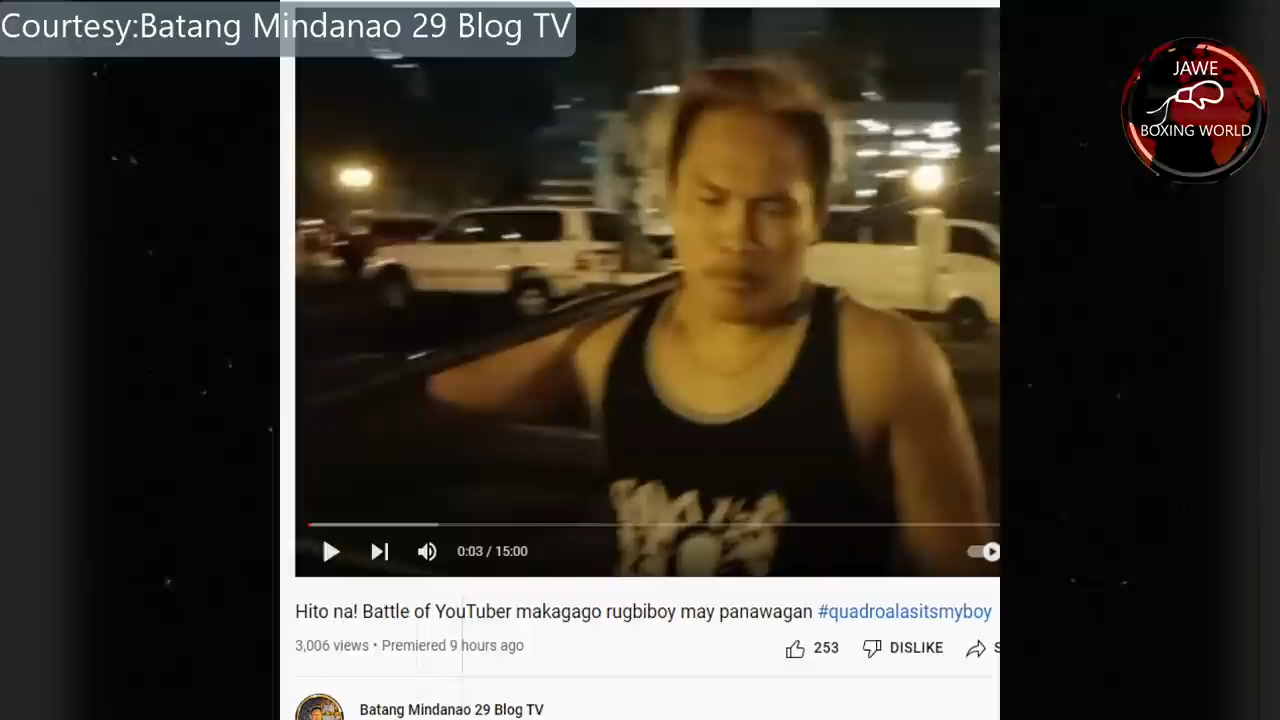 Courtesy:Batang Mindanao 29 Blog TV
JAWE
BOXING WORLD
0:03 / 15:00
Hito na! Battle of YouTuber makagago rugbiboy may panawagan #quadroalasitsmyboy
3,006 views • Premiered 9 hours ago
253 DISLIKE S
Batang Mindanao 29 Blog TV